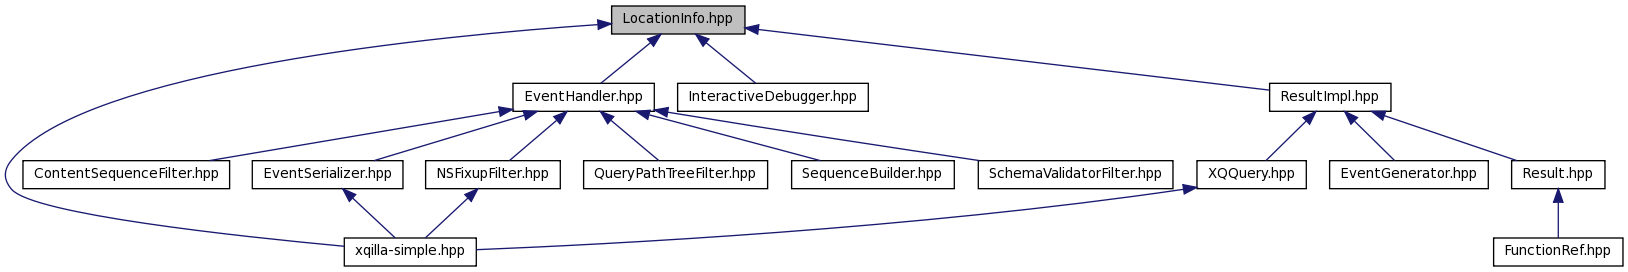 LocationInfo.hpp
EventHandler.hpp
InteractiveDebugger.hpp
ResultImpl.hpp
ContentSequenceFilter.hpp
EventSerializer.hpp
NSFixupFilter.hpp
QueryPathTreeFilter.hpp
SequenceBuilder.hpp
SchemaValidatorFilter.hpp
XQQuery.hpp
EventGenerator.hpp
Result.hpp
xqilla-simple.hpp
FunctionRef.hpp